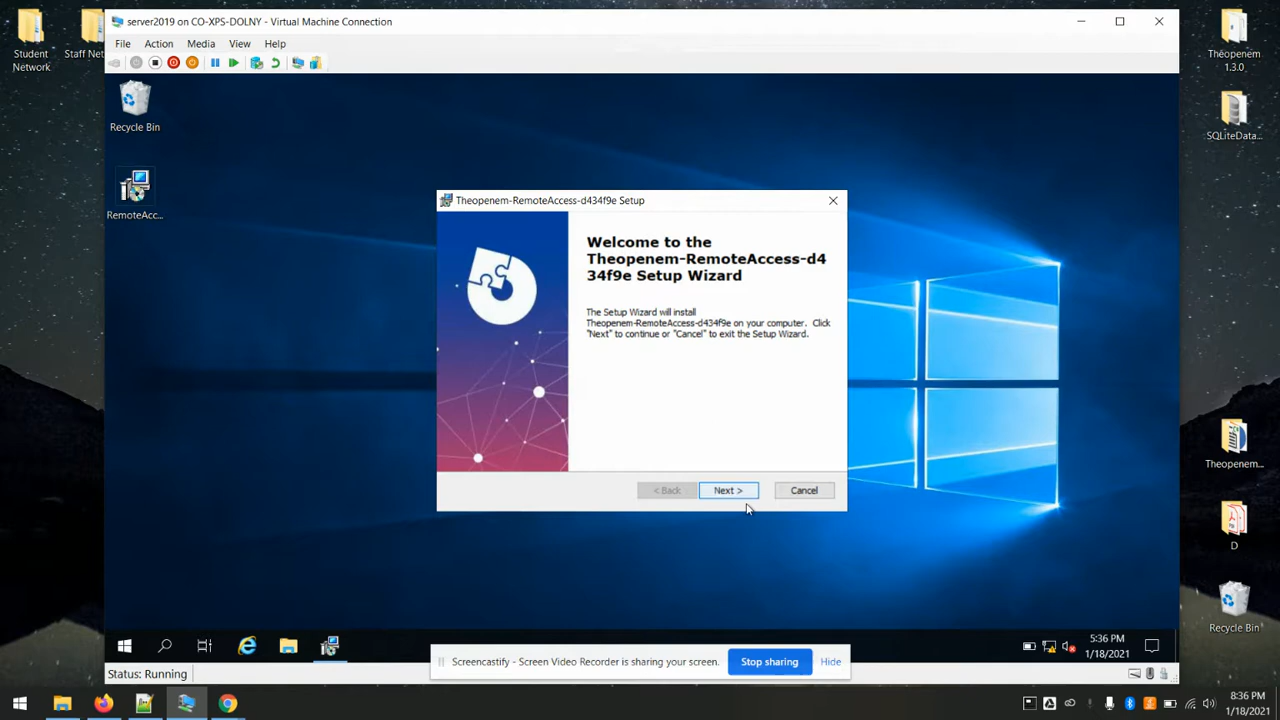 Student
Network
Staff Net
server2019 on CO-XPS-DOLNY - Virtual Machine Connection
File Action Media View Help
Recycle Bin
RemoteAcc...
Theopenem-RemoteAccess-d434f9e Setup
Welcome to the
Theopenem-RemoteAccess-d4
34f9e Setup Wizard
The Setup Wizard will install
Theopenem-RemoteAccess-d434f9e on your computer. Click
"Next" to continue or "Cancel" to exit the Setup Wizard.
< Back Next > Cancel
Theopenem
1.3.0
SQLiteData...
Theopenem...
D
Recycle Bin
5:36 PM
1/18/2021
Screencastify - Screen Video Recorder is sharing your screen. Stop sharing Hide
Status: Running
8:36 PM
1/18/2021